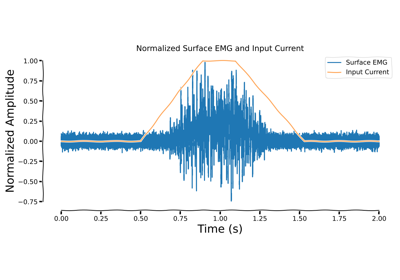 Normalized Surface EMG and Input Current
Surface EMG
Input Current
Normalized Amplitude
1.00
0.75
0.50
0.25
0.00
−0.25
−0.50
−0.75
0.00 0.25 0.50 0.75 1.00 1.25 1.50 1.75 2.00
Time (s)